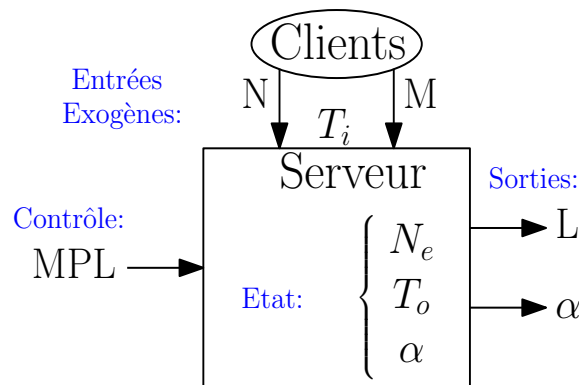 Clients
Entrées
Exogènes:
N
M
T_i
Serveur
Sorties:
Contrôle:
MPL
L
Etat:
N_e
T_o
α
α